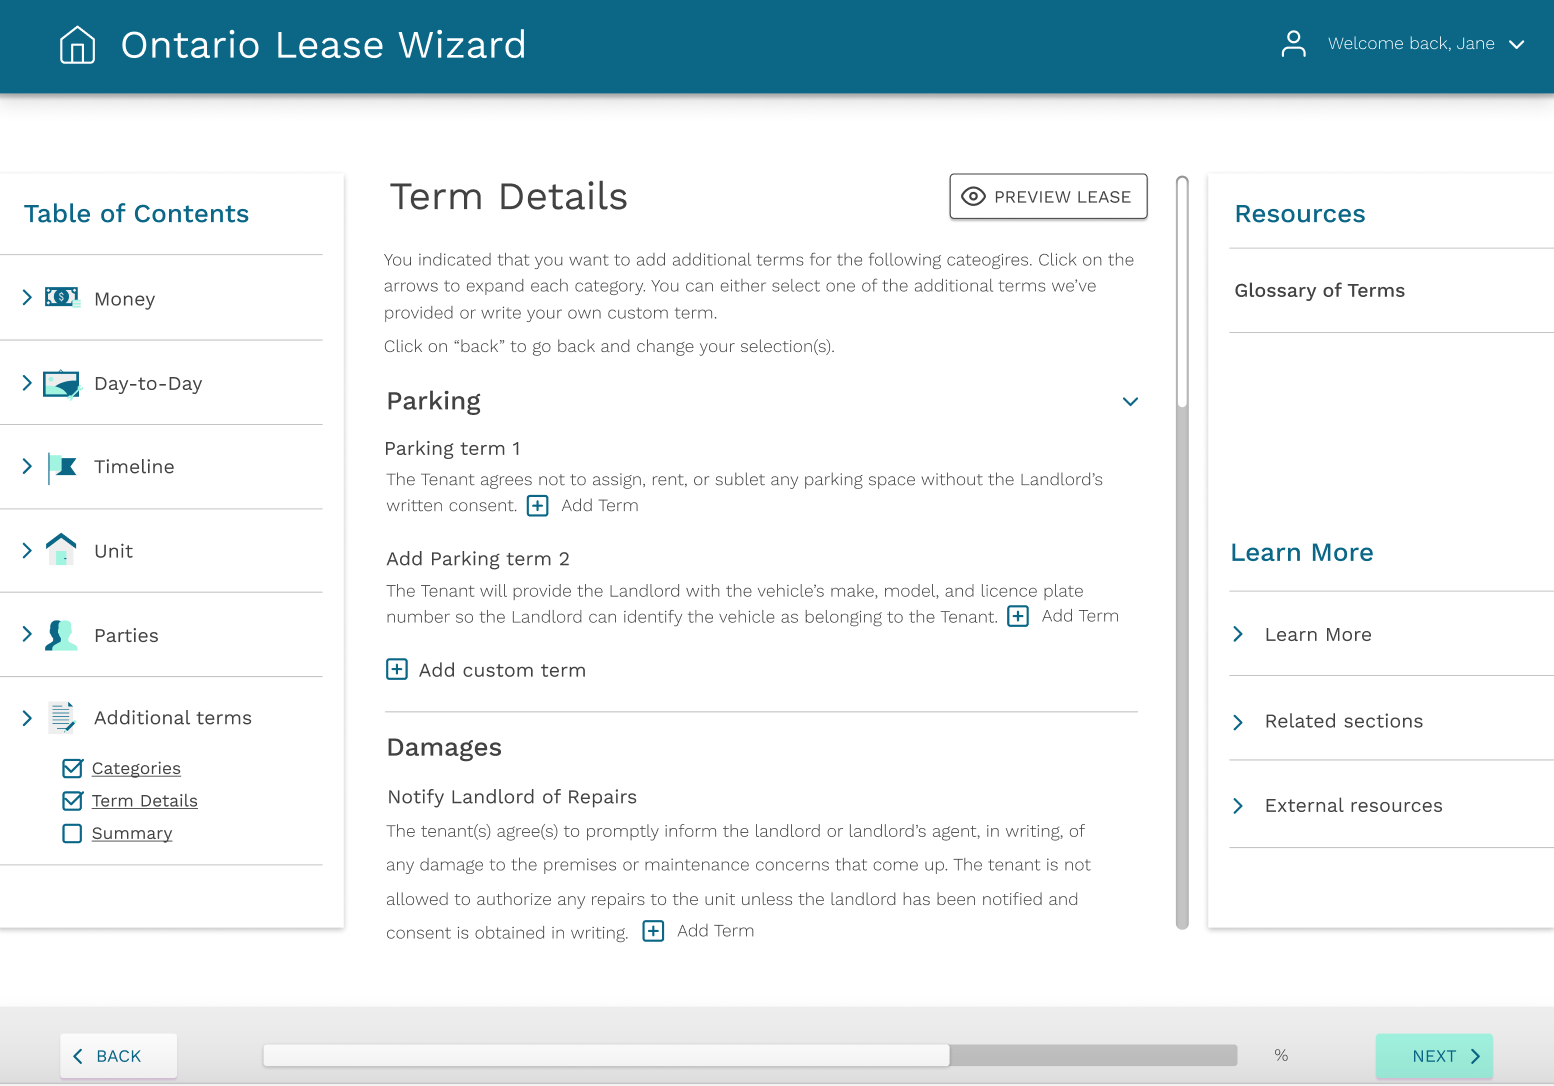 Ontario Lease Wizard
Welcome back, Jane
Table of Contents
Money
Day-to-Day
Timeline
Unit
Parties
Additional terms
Categories
Term Details
Summary
Term Details
PREVIEW LEASE
You indicated that you want to add additional terms for the following cateogires. Click on the
arrows to expand each category. You can either select one of the additional terms we’ve
provided or write your own custom term.
Click on “back” to go back and change your selection(s).
Parking
Parking term 1
The Tenant agrees not to assign, rent, or sublet any parking space without the Landlord’s
written consent. Add Term
Add Parking term 2
The Tenant will provide the Landlord with the vehicle’s make, model, and licence plate
number so the Landlord can identify the vehicle as belonging to the Tenant. Add Term
Add custom term
Damages
Notify Landlord of Repairs
The tenant(s) agree(s) to promptly inform the landlord or landlord’s agent, in writing, of
any damage to the premises or maintenance concerns that come up. The tenant is not
allowed to authorize any repairs to the unit unless the landlord has been notified and
consent is obtained in writing. Add Term
Resources
Glossary of Terms
Learn More
Learn More
Related sections
External resources
BACK
%
NEXT